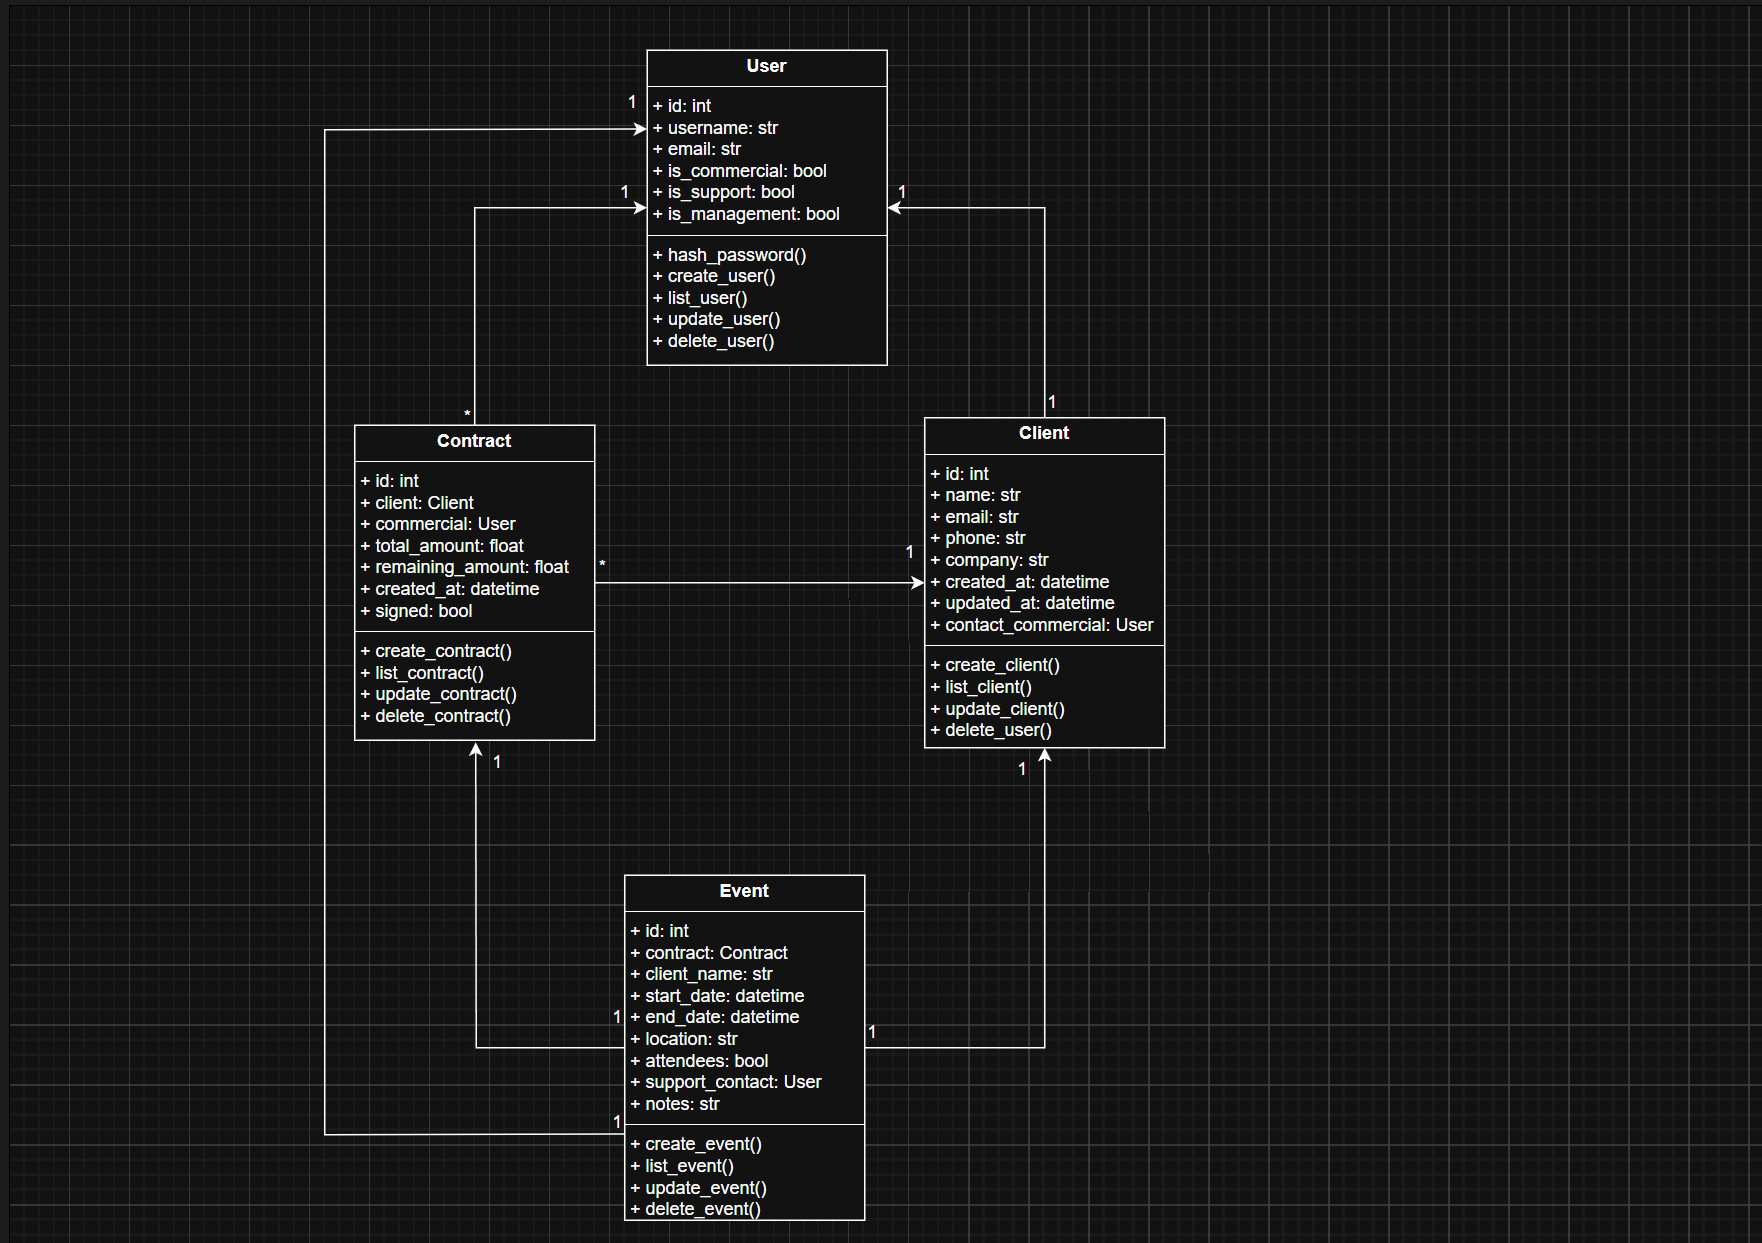 User
1
+ id: int
+ username: str
+ email: str
+ is_commercial: bool
1
+ is_support: bool
1
+ is_management: bool
+ hash_password()
+ create_user()
+ list_user()
+ update_user()
+ delete_user()
*
1
Contract
+ id: int
+ client: Client
+ commercial: User
+ total_amount: float
+ remaining_amount: float
+ created_at: datetime
+ signed: bool
+ create_contract()
+ list_contract()
+ update_contract()
+ delete_contract()
*
1
1
Client
+ id: int
+ name: str
+ email: str
+ phone: str
+ company: str
+ created_at: datetime
+ updated_at: datetime
+ contact_commercial: User
+ create_client()
+ list_client()
+ update_client()
+ delete_user()
1
Event
+ id: int
+ contract: Contract
+ client_name: str
+ start_date: datetime
1
+ end_date: datetime
1
+ location: str
+ attendees: bool
+ support_contact: User
+ notes: str
1
+ create_event()
+ list_event()
+ update_event()
+ delete_event()